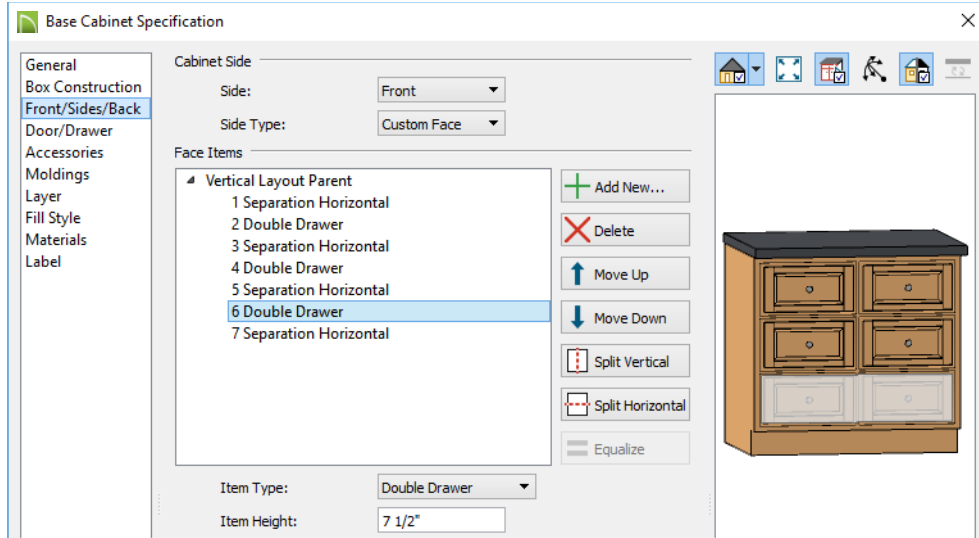 Base Cabinet Specification
General
Box Construction
Front/Sides/Back
Door/Drawer
Accessories
Moldings
Layer
Fill Style
Materials
Label
Cabinet Side
Side: Front
Side Type: Custom Face
Face Items
Vertical Layout Parent
1 Separation Horizontal
2 Double Drawer
3 Separation Horizontal
4 Double Drawer
5 Separation Horizontal
6 Double Drawer
7 Separation Horizontal
Add New...
Delete
Move Up
Move Down
Split Vertical
Split Horizontal
Equalize
Item Type: Double Drawer
Item Height: 7 1/2"